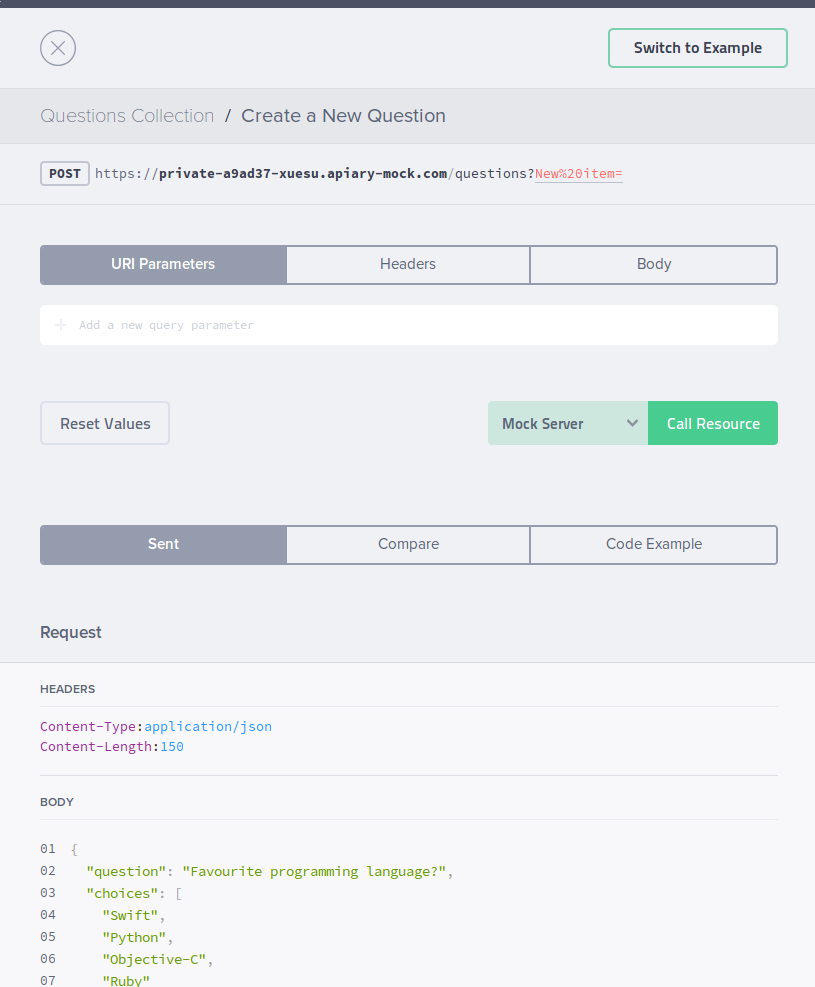 Switch to Example
Questions Collection / Create a New Question
POST https://private-a9ad37-xuesu.apiary-mock.com/questions?New%20item=
URI Parameters Headers Body
+ Add a new query parameter
Reset Values Mock Server Call Resource
Sent Compare Code Example
Request
HEADERS
Content-Type:application/json
Content-Length:150
BODY
01 {
02 "question": "Favourite programming language?",
03 "choices": [
04 "Swift",
05 "Python",
06 "Objective-C",
07 "Ruby"